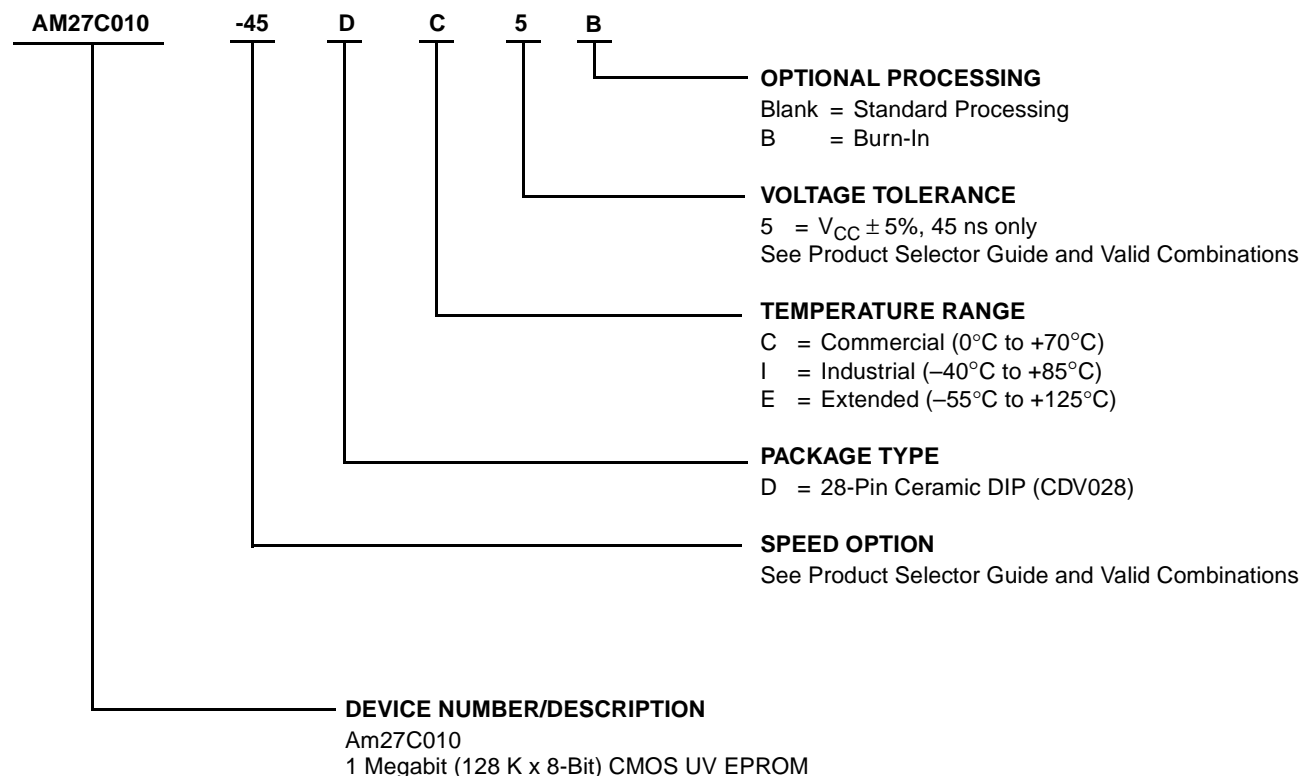 AM27C010 -45 D C 5 B
OPTIONAL PROCESSING
Blank = Standard Processing
B = Burn-In
VOLTAGE TOLERANCE
5 = VCC ± 5%, 45 ns only
See Product Selector Guide and Valid Combinations
TEMPERATURE RANGE
C = Commercial (0°C to +70°C)
I = Industrial (–40°C to +85°C)
E = Extended (–55°C to +125°C)
PACKAGE TYPE
D = 28-Pin Ceramic DIP (CDV028)
SPEED OPTION
See Product Selector Guide and Valid Combinations
DEVICE NUMBER/DESCRIPTION
Am27C010
1 Megabit (128 K x 8-Bit) CMOS UV EPROM